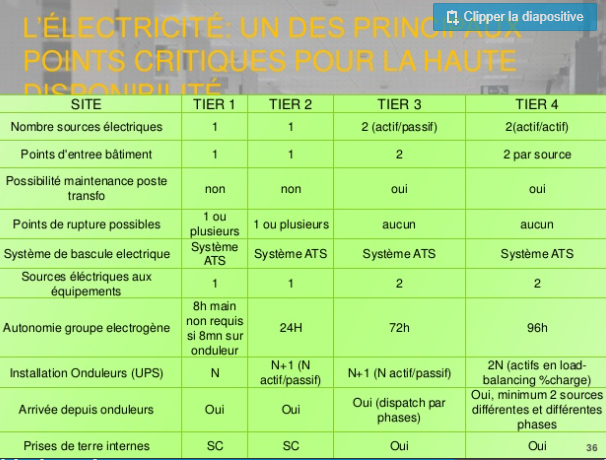 L'ÉLECTRICITÉ: UN DES PRINCIPAUX
Clipper la diapositive
POINTS CRITIQUES POUR LA HAUTE
DISPONIBILITÉ
SITE TIER 1 TIER 2 TIER 3 TIER 4
Nombre sources électriques 1 1 2 (actif/passif) 2(actif/actif)
Points d'entree bâtiment 1 1 2 2 par source
Possibilité maintenance poste
transfo non non oui oui
Points de rupture possibles 1 ou
plusieurs 1 ou plusieurs aucun aucun
Système de bascule electrique Système
ATS Système ATS Système ATS Système ATS
Sources éléctriques aux
équipements 1 1 2 2
Autonomie groupe electrogène 8h main
non requis
si 8mn sur
onduleur 24H 72h 96h
Installation Onduleurs (UPS) N N+1 (N
actif/passif) N+1 (N actif/passif) 2N (actifs en load-
balancing %charge)
Arrivée depuis onduleurs Oui Oui Oui (dispatch par
phases) Oui, minimum 2 sources
différentes et différentes
phases
Prises de terre internes SC SC Oui Oui
36